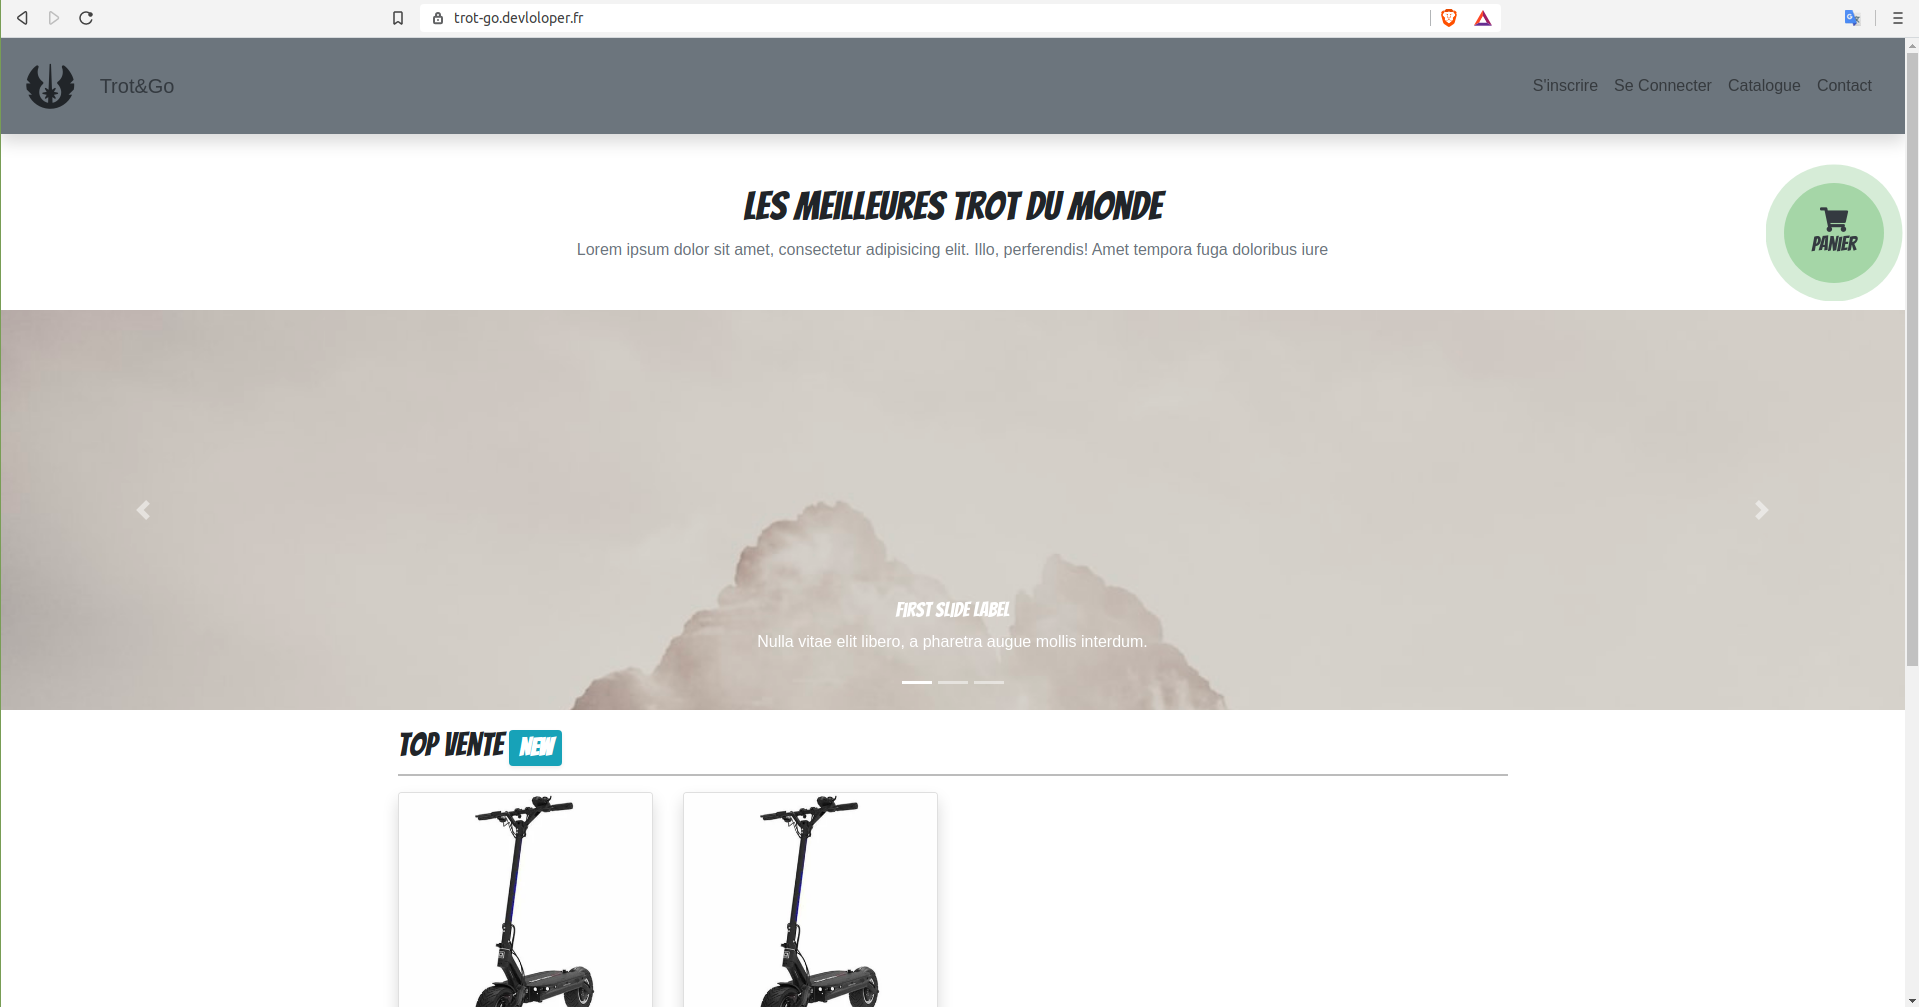 trot-go.devloloper.fr
Trot&Go
S'inscrire Se Connecter Catalogue Contact
LES MEILLEURES TROT DU MONDE
Lorem ipsum dolor sit amet, consectetur adipisicing elit. Illo, perferendis! Amet tempora fuga doloribus iure
PANIER
FIRST SLIDE LABEL
Nulla vitae elit libero, a pharetra augue mollis interdum.
TOP VENTE NEW